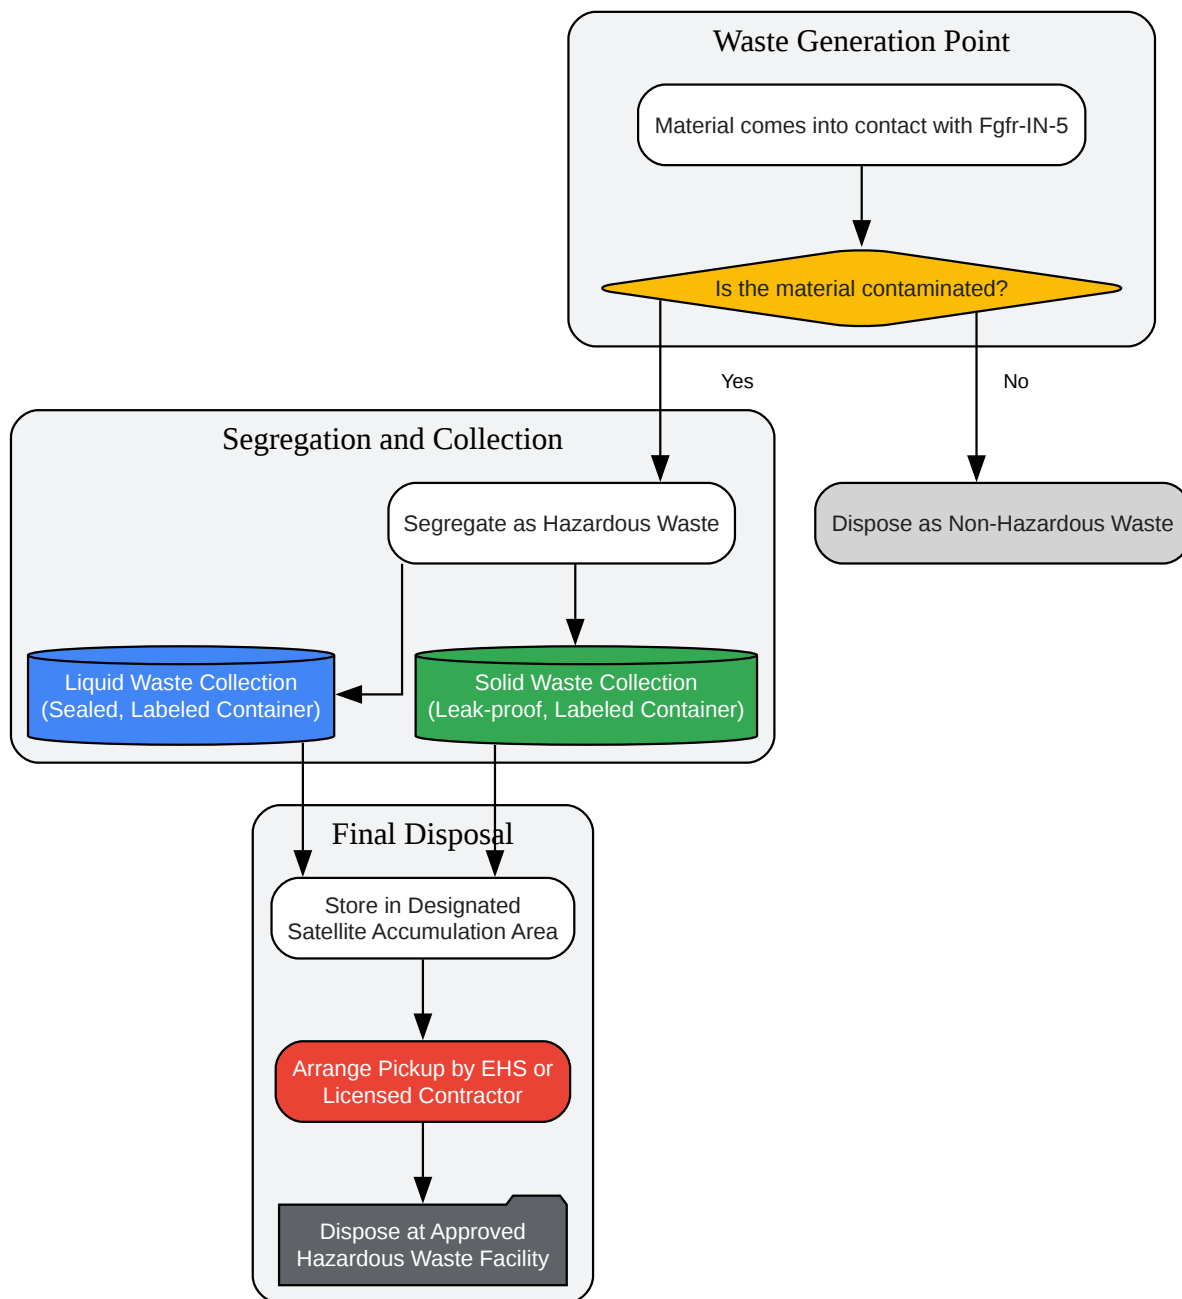 Waste Generation Point
Material comes into contact with Fgfr-IN-5
Is the material contaminated?
Yes
No
Segregation and Collection
Segregate as Hazardous Waste
Dispose as Non-Hazardous Waste
Liquid Waste Collection
(Sealed, Labeled Container)
Solid Waste Collection
(Leak-proof, Labeled Container)
Final Disposal
Store in Designated
Satellite Accumulation Area
Arrange Pickup by EHS or
Licensed Contractor
Dispose at Approved
Hazardous Waste Facility